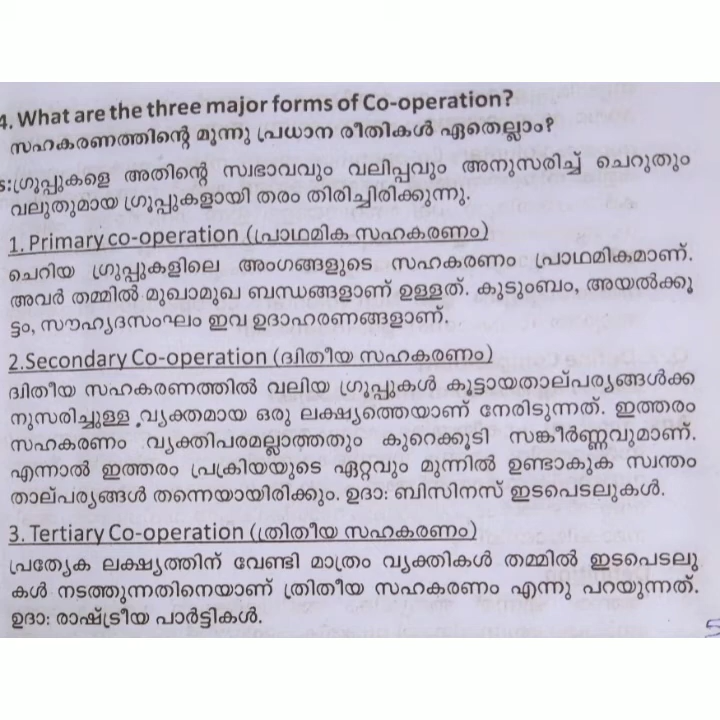 4. What are the three major forms of Co-operation?
സഹകരണത്തിന്റെ മൂന്നു പ്രധാന രീതികൾ ഏതെല്ലാം?
s:ഗ്രൂപ്പുകളെ അതിന്റെ സ്വഭാവവും വലിപ്പവും അനുസരിച്ച് ചെറുതും
വലുതുമായ ഗ്രൂപ്പുകളായി തരം തിരിച്ചിരിക്കുന്നു.
1. Primary co-operation (പ്രാഥമിക സഹകരണം)
ചെറിയ ഗ്രൂപ്പുകളിലെ അംഗങ്ങളുടെ സഹകരണം പ്രാഥമികമാണ്.
അവർ തമ്മിൽ മുഖാമുഖ ബന്ധങ്ങളാണ് ഉള്ളത്. കുടുംബം, അയൽക്കൂ
ട്ടം, സൗഹൃദസംഘം ഇവ ഉദാഹരണങ്ങളാണ്.
2.Secondary Co-operation (ദ്വിതീയ സഹകരണം)
ദ്വിതീയ സഹകരണത്തിൽ വലിയ ഗ്രൂപ്പുകൾ കൂട്ടായതാല്പര്യങ്ങൾക്ക
നുസരിച്ചുള്ള വ്യക്തമായ ഒരു ലക്ഷ്യത്തെയാണ് നേരിടുന്നത്. ഇത്തരം
സഹകരണം വ്യക്തിപരമല്ലാത്തതും കുറെക്കൂടി സങ്കീർണ്ണവുമാണ്.
എന്നാൽ ഇത്തരം പ്രക്രിയയുടെ ഏറ്റവും മുന്നിൽ ഉണ്ടാകുക സ്വന്തം
താല്പര്യങ്ങൾ തന്നെയായിരിക്കും. ഉദാ: ബിസിനസ് ഇടപെടലുകൾ.
3. Tertiary Co-operation (ത്രിതീയ സഹകരണം)
പ്രത്യേക ലക്ഷ്യത്തിന് വേണ്ടി മാത്രം വ്യക്തികൾ തമ്മിൽ ഇടപെടലു
കൾ നടത്തുന്നതിനെയാണ് ത്രിതീയ സഹകരണം എന്നു പറയുന്നത്.
ഉദാ: രാഷ്ട്രീയ പാർട്ടികൾ.